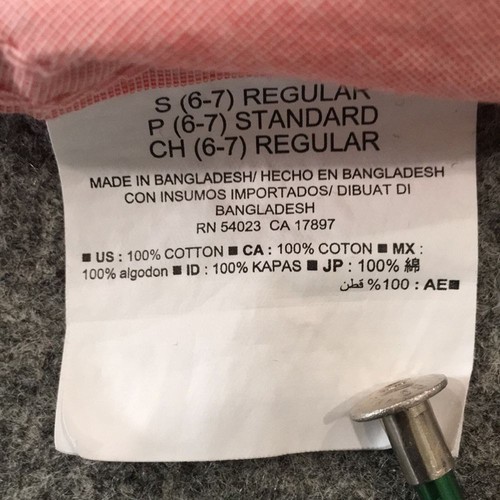 S (6-7) REGULAR
P (6-7) STANDARD
CH (6-7) REGULAR
MADE IN BANGLADESH/ HECHO EN BANGLADESH
CON INSUMOS IMPORTADOS/ DIBUAT DI
BANGLADESH
RN 54023 CA 17897
■ US : 100% COTTON ■ CA : 100% COTON ■ MX :
100% algodon ■ ID : 100% KAPAS ■ JP : 100% 綿
■AE : 100% قطن